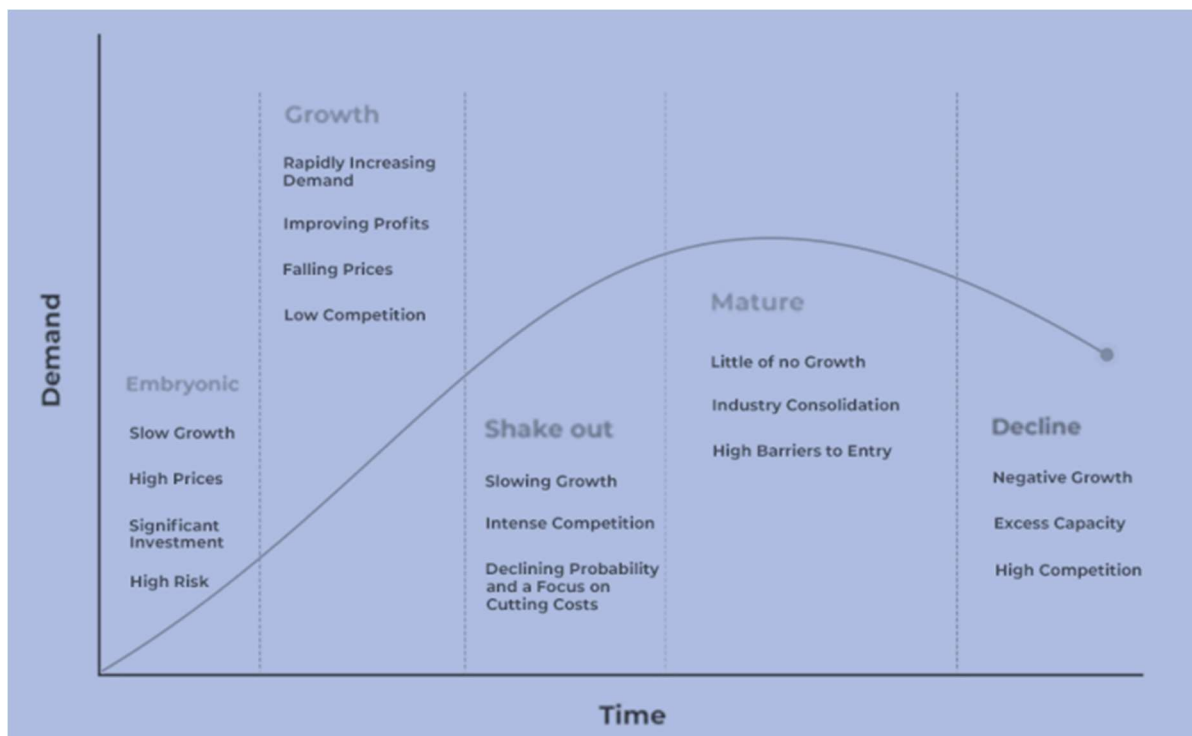 Growth
Rapidly Increasing
Demand
Improving Profits
Falling Prices
Low Competition
Embryonic
Slow Growth
High Prices
Significant
Investment
High Risk
Shake out
Slowing Growth
Intense Competition
Declining Probability
and a Focus on
Cutting Costs
Mature
Little of no Growth
Industry Consolidation
High Barriers to Entry
Decline
Negative Growth
Excess Capacity
High Competition
Demand
Time